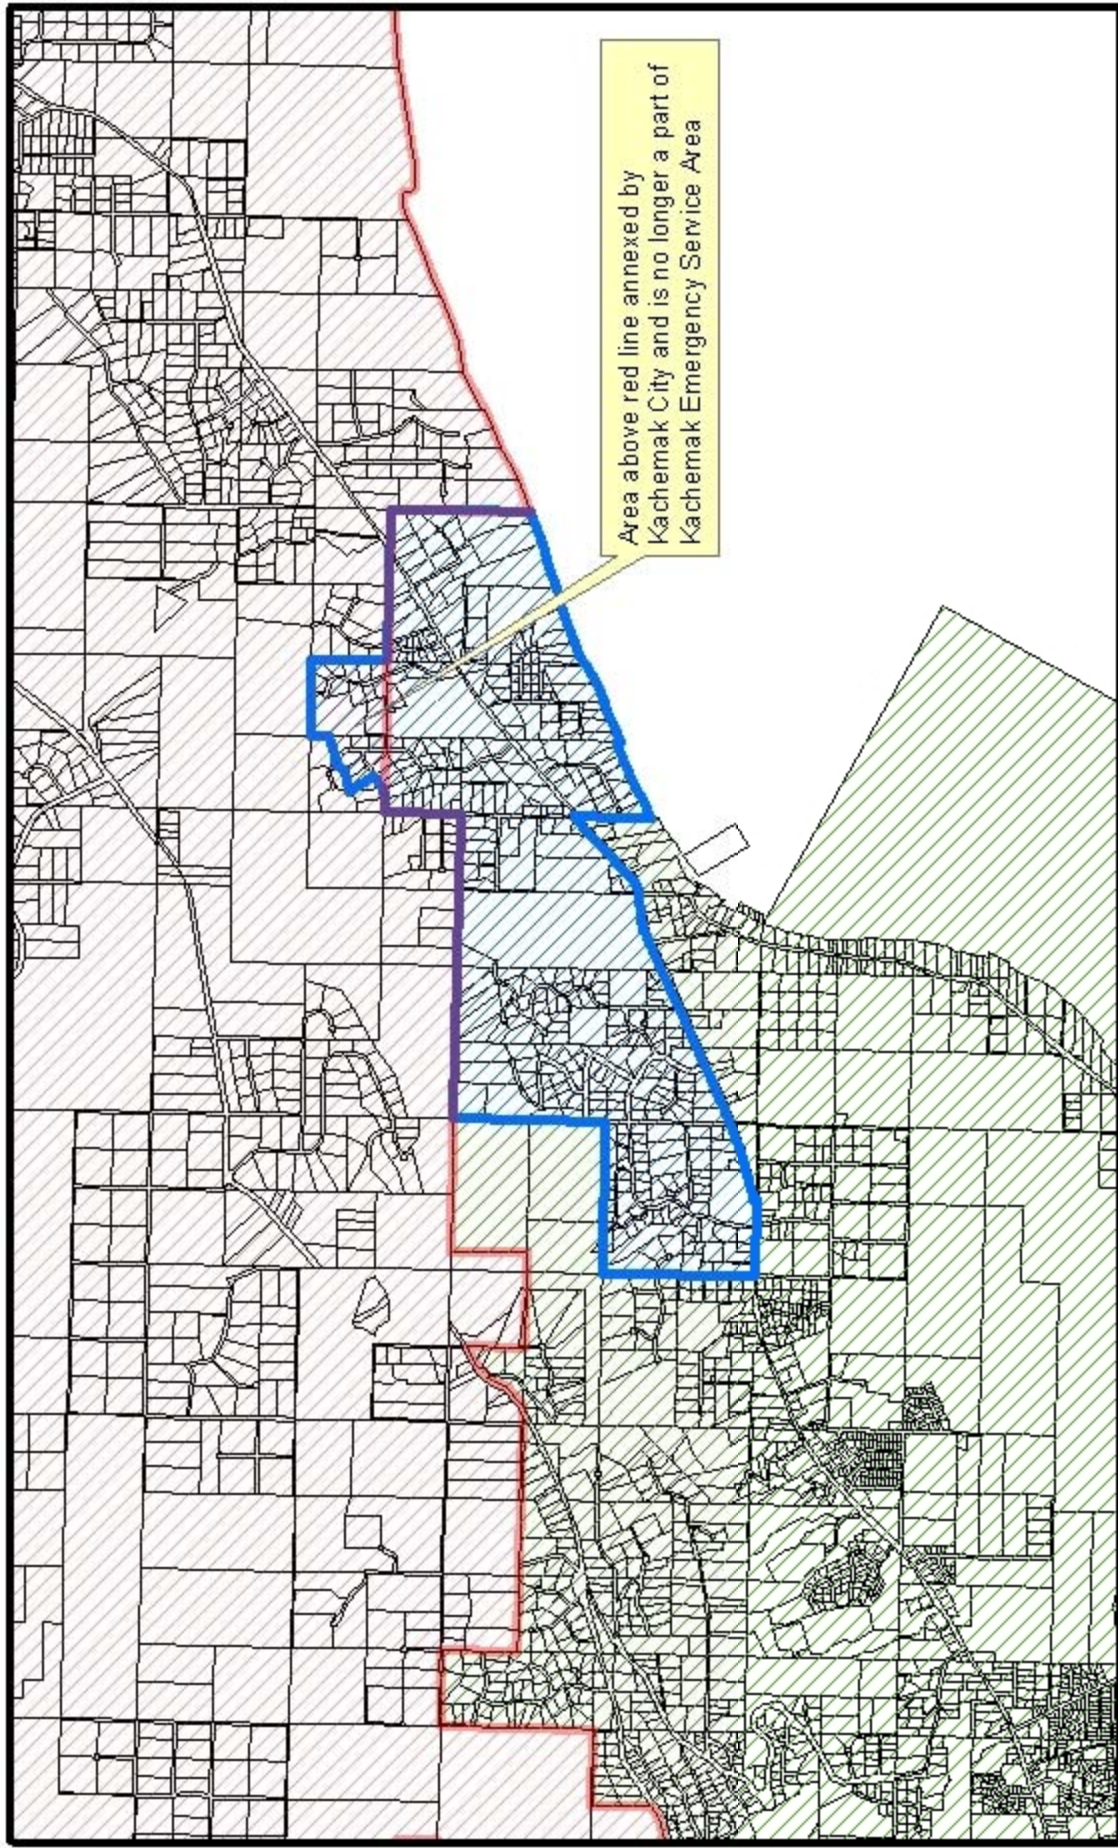 Area above red line annexed by
Kachemak City and is no longer a part of
Kachemak Emergency Service Area